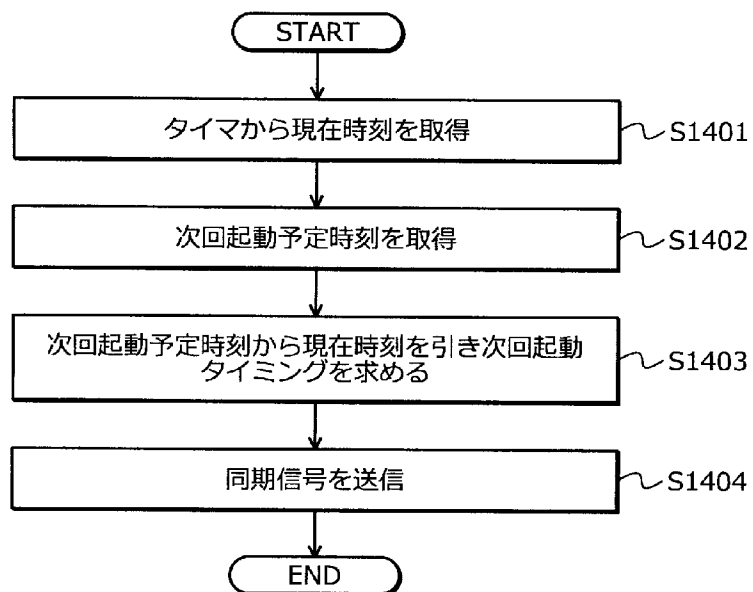 START
タイマから現在時刻を取得
S1401
次回起動予定時刻を取得
S1402
次回起動予定時刻から現在時刻を引き次回起動
タイミングを求める
S1403
同期信号を送信
S1404
END